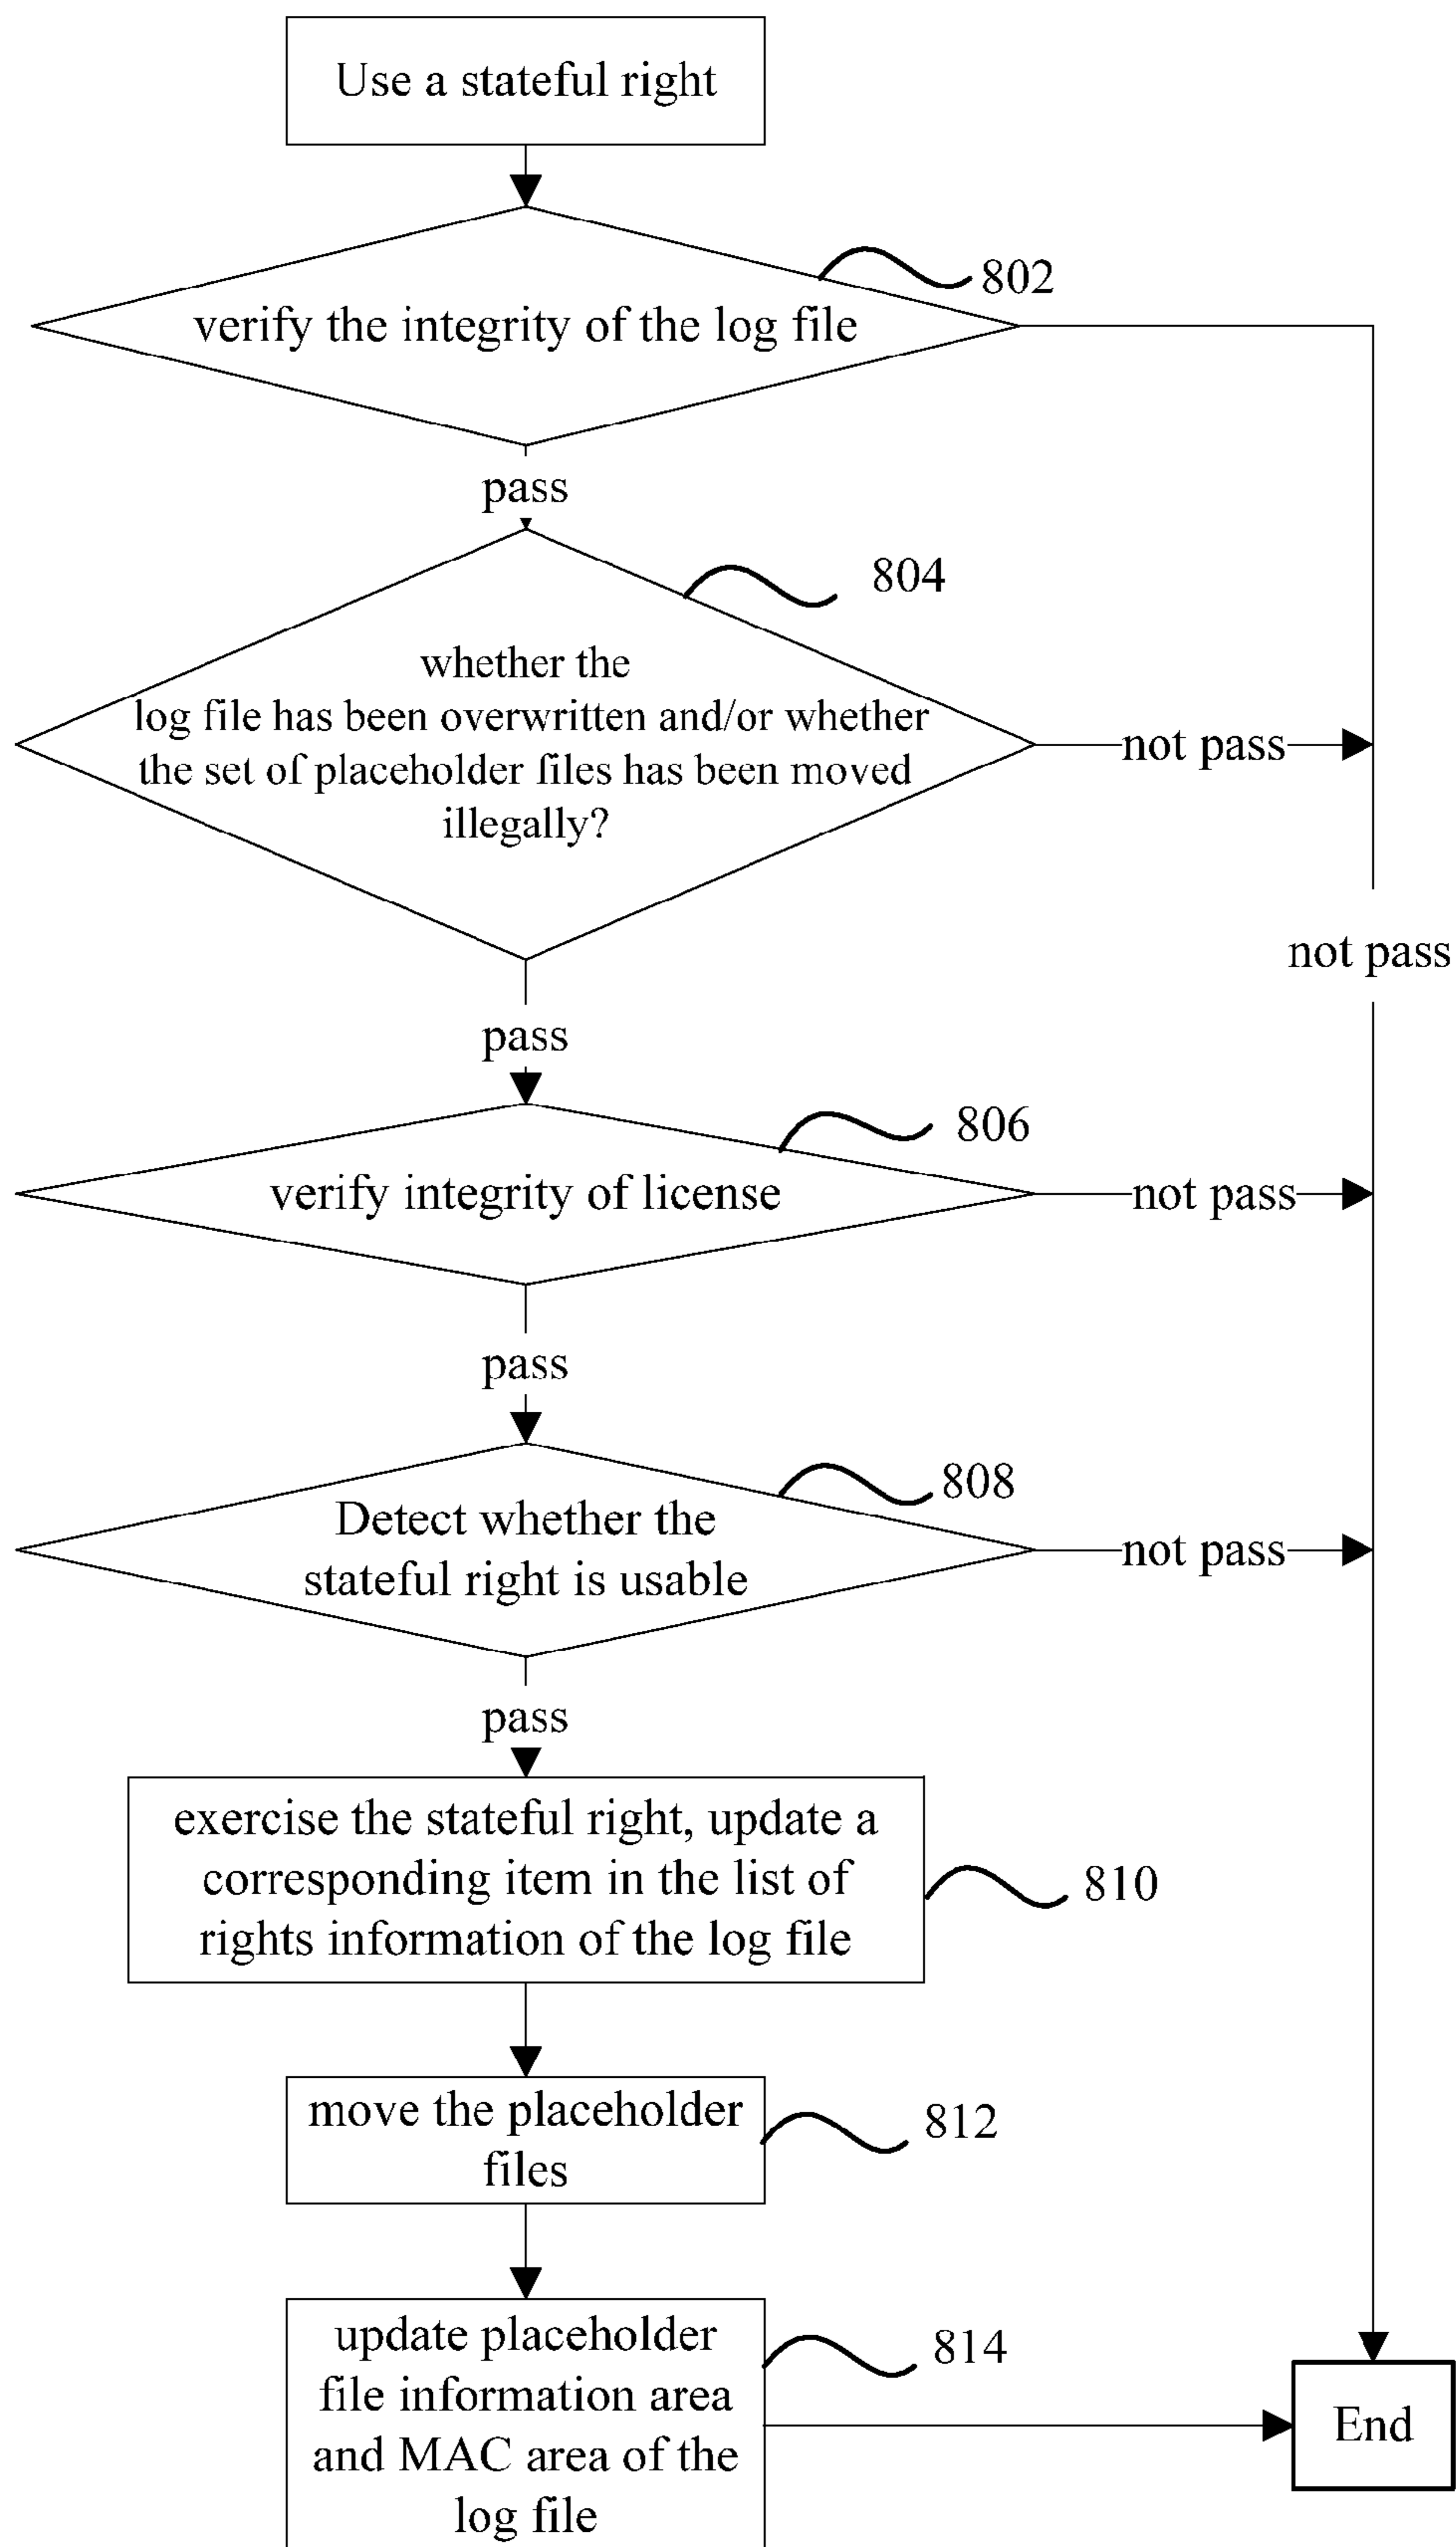 Use a stateful right
802
verify the integrity of the log file
pass
804
whether the
log file has been overwritten and/or whether
the set of placeholder files has been moved
illegally?
not pass
not pass
pass
806
verify integrity of license
not pass
pass
808
Detect whether the
stateful right is usable
not pass
pass
exercise the stateful right, update a
corresponding item in the list of
rights information of the log file
810
move the placeholder
files
812
update placeholder
file information area
and MAC area of the
log file
814
End